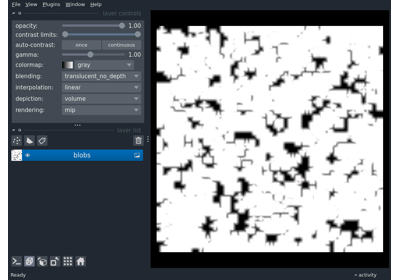 File View Plugins Window Help
layer controls
opacity: 1.00
contrast limits:
auto-contrast: once continuous
gamma: 1.00
colormap: gray
blending: translucent_no_depth
interpolation: linear
depiction: volume
rendering: mip
layer list
blobs
Ready activity